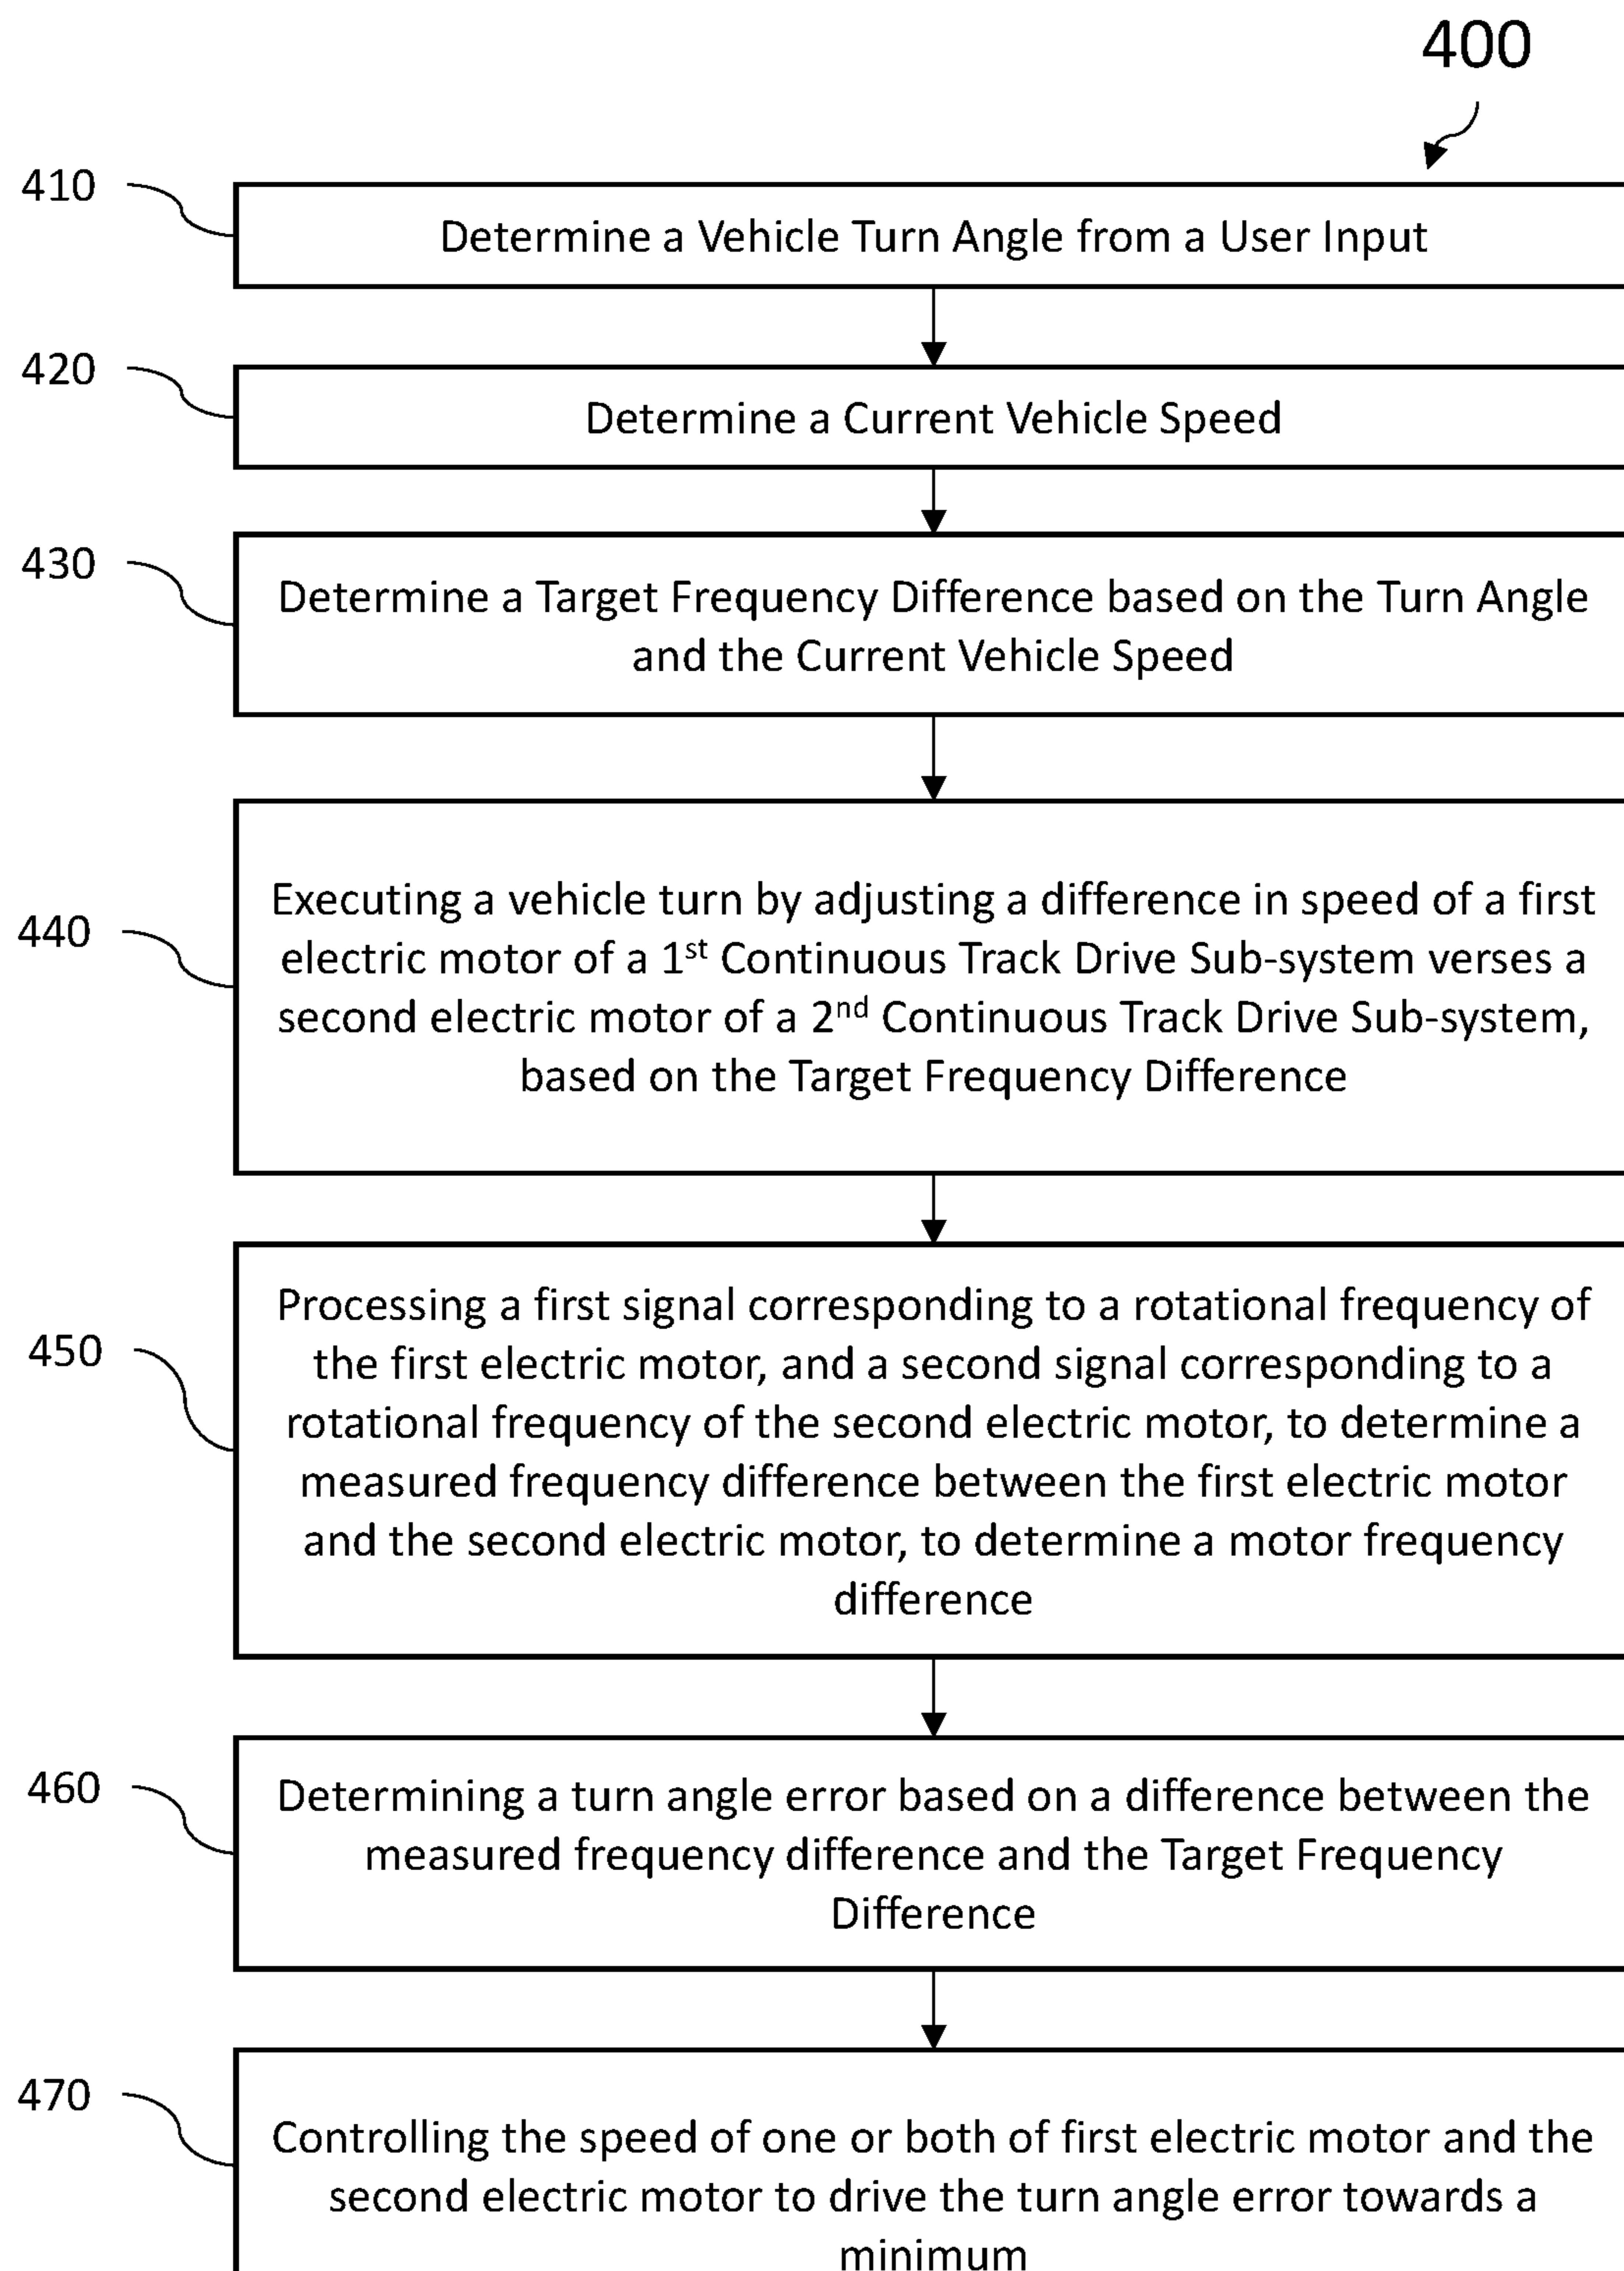 400
410
Determine a Vehicle Turn Angle from a User Input
420
Determine a Current Vehicle Speed
430
Determine a Target Frequency Difference based on the Turn Angle
and the Current Vehicle Speed
440
Executing a vehicle turn by adjusting a difference in speed of a first
electric motor of a 1st Continuous Track Drive Sub-system verses a
second electric motor of a 2nd Continuous Track Drive Sub-system,
based on the Target Frequency Difference
450
Processing a first signal corresponding to a rotational frequency of
the first electric motor, and a second signal corresponding to a
rotational frequency of the second electric motor, to determine a
measured frequency difference between the first electric motor
and the second electric motor, to determine a motor frequency
difference
460
Determining a turn angle error based on a difference between the
measured frequency difference and the Target Frequency
Difference
470
Controlling the speed of one or both of first electric motor and the
second electric motor to drive the turn angle error towards a
minimum